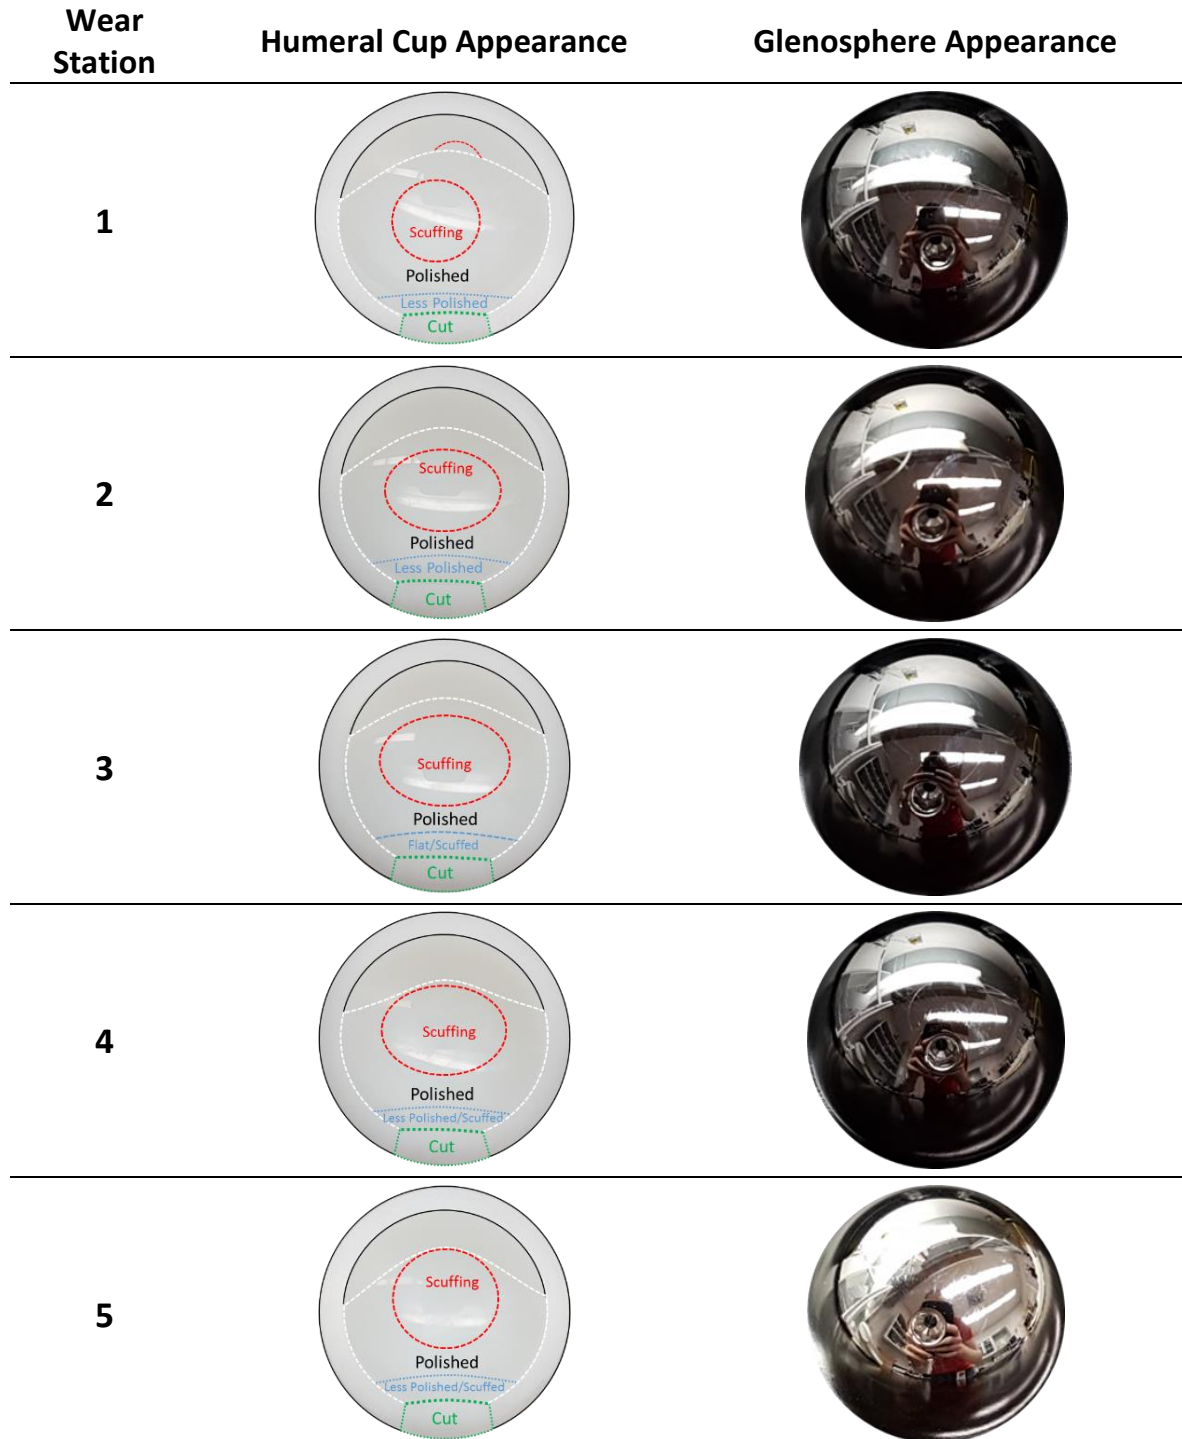 Wear
Station
Humeral Cup Appearance
Glenosphere Appearance
1
Scuffing
Polished
Less Polished
Cut
2
Scuffing
Polished
Less Polished
Cut
3
Scuffing
Polished
Flat/Scuffed
Cut
4
Scuffing
Polished
Less Polished/Scuffed
Cut
5
Scuffing
Polished
Less Polished/Scuffed
Cut